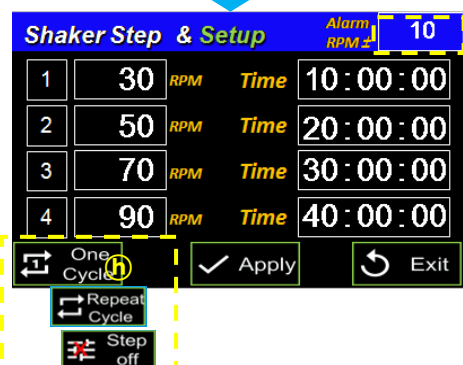 Shaker Step & Setup
Alarm
RPM ±
10
1 30 RPM Time 10:00:00
2 50 RPM Time 20:00:00
3 70 RPM Time 30:00:00
4 90 RPM Time 40:00:00
1 One
Cycle
h
Apply
Exit
Repeat
Cycle
Step
off